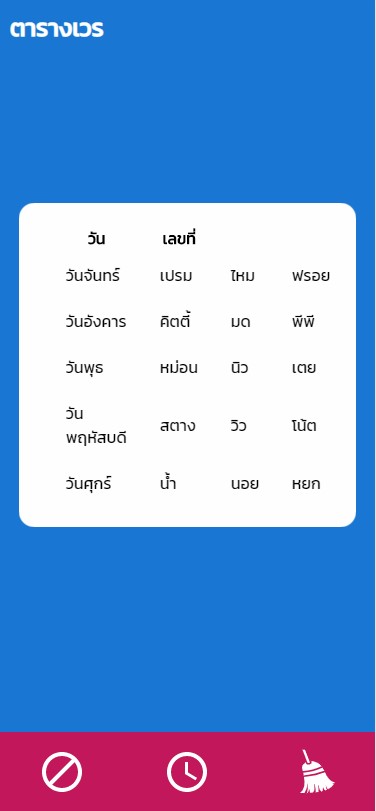 ตารางเวร
วัน เลขที่
วันจันทร์ เปรม ไหม ฟรอย
วันอังคาร คิตตี้ มด พีพี
วันพุธ หม่อน นิว เตย
วัน
พฤหัสบดี สตาง วิว โน้ต
วันศุกร์ น้ำ นอย หยก